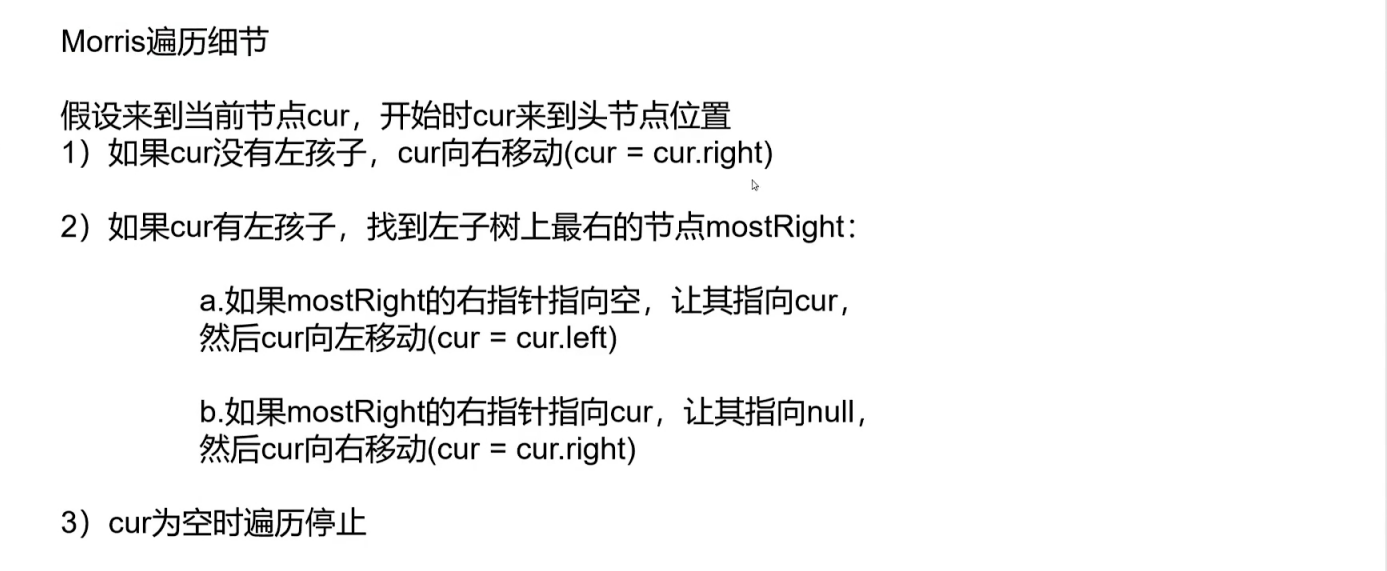 Morris遍历细节
假设来到当前节点cur，开始时cur来到头节点位置
1）如果cur没有左孩子，cur向右移动(cur = cur.right)
2）如果cur有左孩子，找到左子树上最右的节点mostRight：
a.如果mostRight的右指针指向空，让其指向cur，
然后cur向左移动(cur = cur.left)
b.如果mostRight的右指针指向cur，让其指向null，
然后cur向右移动(cur = cur.right)
3）cur为空时遍历停止